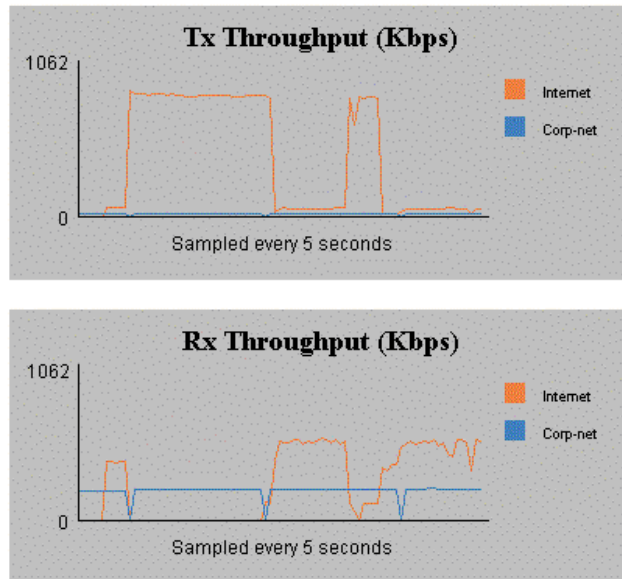 Tx Throughput (Kbps)
1062
Internet
Corp-net
0
Sampled every 5 seconds
Rx Throughput (Kbps)
1062
Internet
Corp-net
0
Sampled every 5 seconds